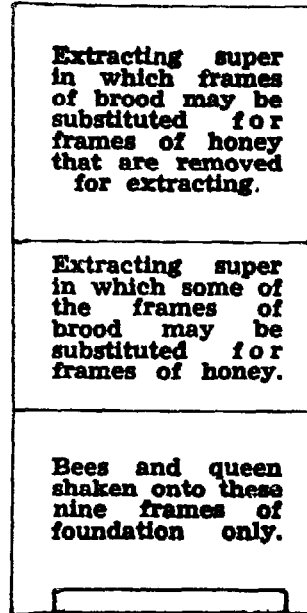 Extracting super
in which frames
of brood may be
substituted for
frames of honey
that are removed
for extracting.
Extracting super
in which some of
the frames of
brood may be
substituted for
frames of honey.
Bees and queen
shaken onto these
nine frames of
foundation only.